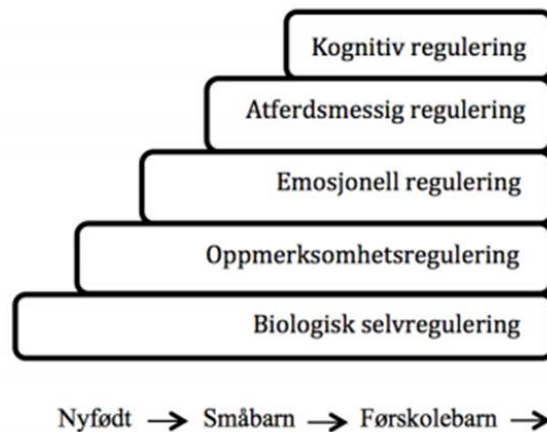 Kognitiv regulering
Atferdsmessig regulering
Emosjonell regulering
Oppmerksomhetsregulering
Biologisk selvregulering
Nyfødt → Småbarn → Førskolebarn →